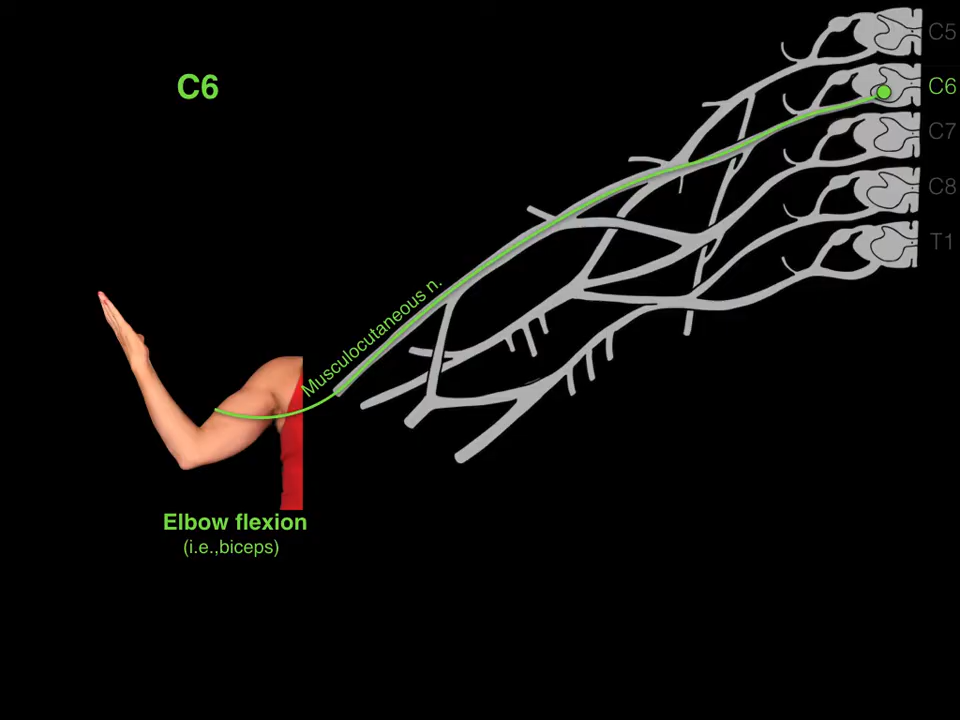 C6
C5
C6
C7
C8
T1
Musculocutaneous n.
Elbow flexion
(i.e.,biceps)